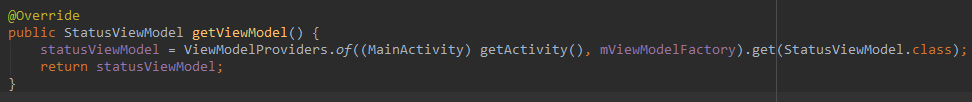 @Override
public StatusViewModel getViewModel() {
    statusViewModel = ViewModelProviders.of((MainActivity) getActivity(), mViewModelFactory).get(StatusViewModel.class);
    return statusViewModel;
}